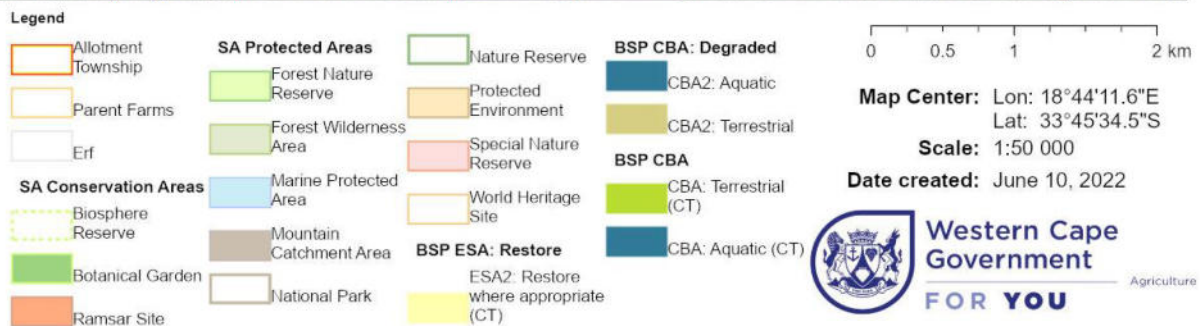 Legend
Allotment
Township
Parent Farms
Erf
SA Conservation Areas
Biosphere
Reserve
Botanical Garden
Ramsar Site
SA Protected Areas
Forest Nature
Reserve
Forest Wilderness
Area
Marine Protected
Area
Mountain
Catchment Area
National Park
Nature Reserve
Protected
Environment
Special Nature
Reserve
World Heritage
Site
BSP ESA: Restore
ESA2: Restore
where appropriate
(CT)
BSP CBA: Degraded
CBA2: Aquatic
CBA2: Terrestrial
BSP CBA
CBA: Terrestrial
(CT)
CBA: Aquatic (CT)
0 0.5 1 2 km
Map Center: Lon: 18°44'11.6"E
Lat: 33°45'34.5"S
Scale: 1:50 000
Date created: June 10, 2022
Western Cape
Government
Agriculture
FOR YOU